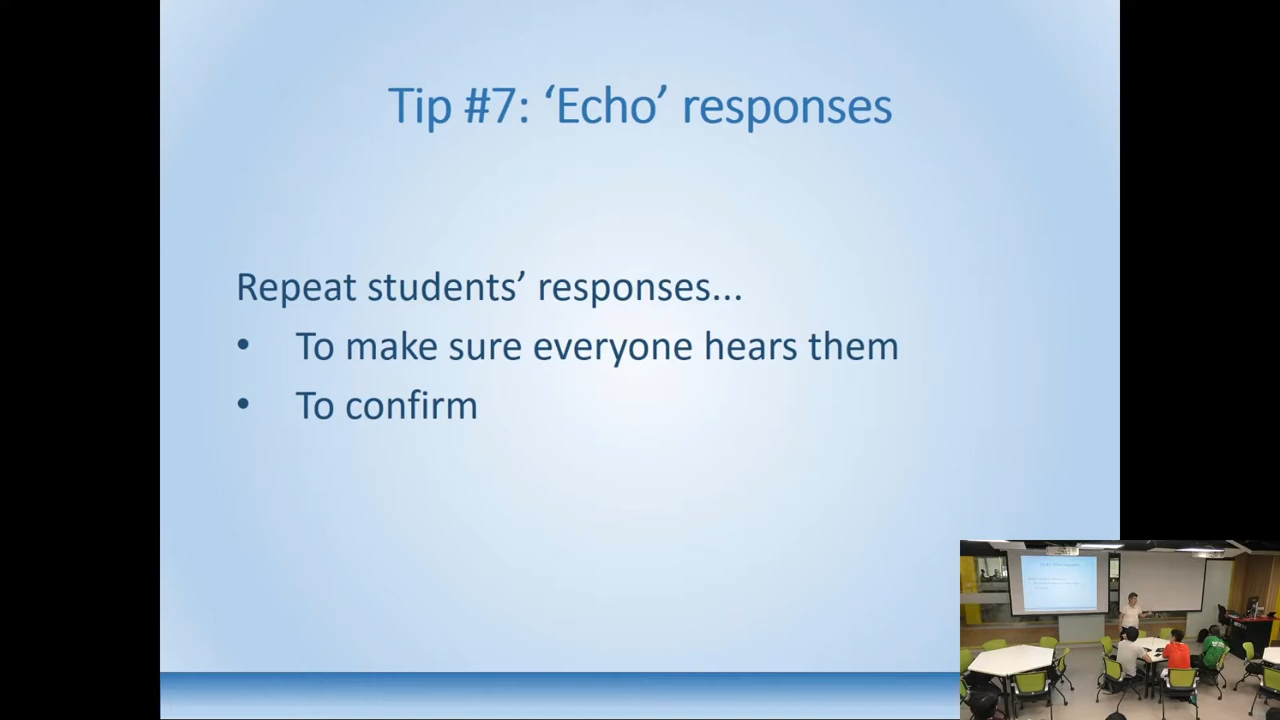 Tip #7: ‘Echo’ responses
Repeat students’ responses...
• To make sure everyone hears them
• To confirm